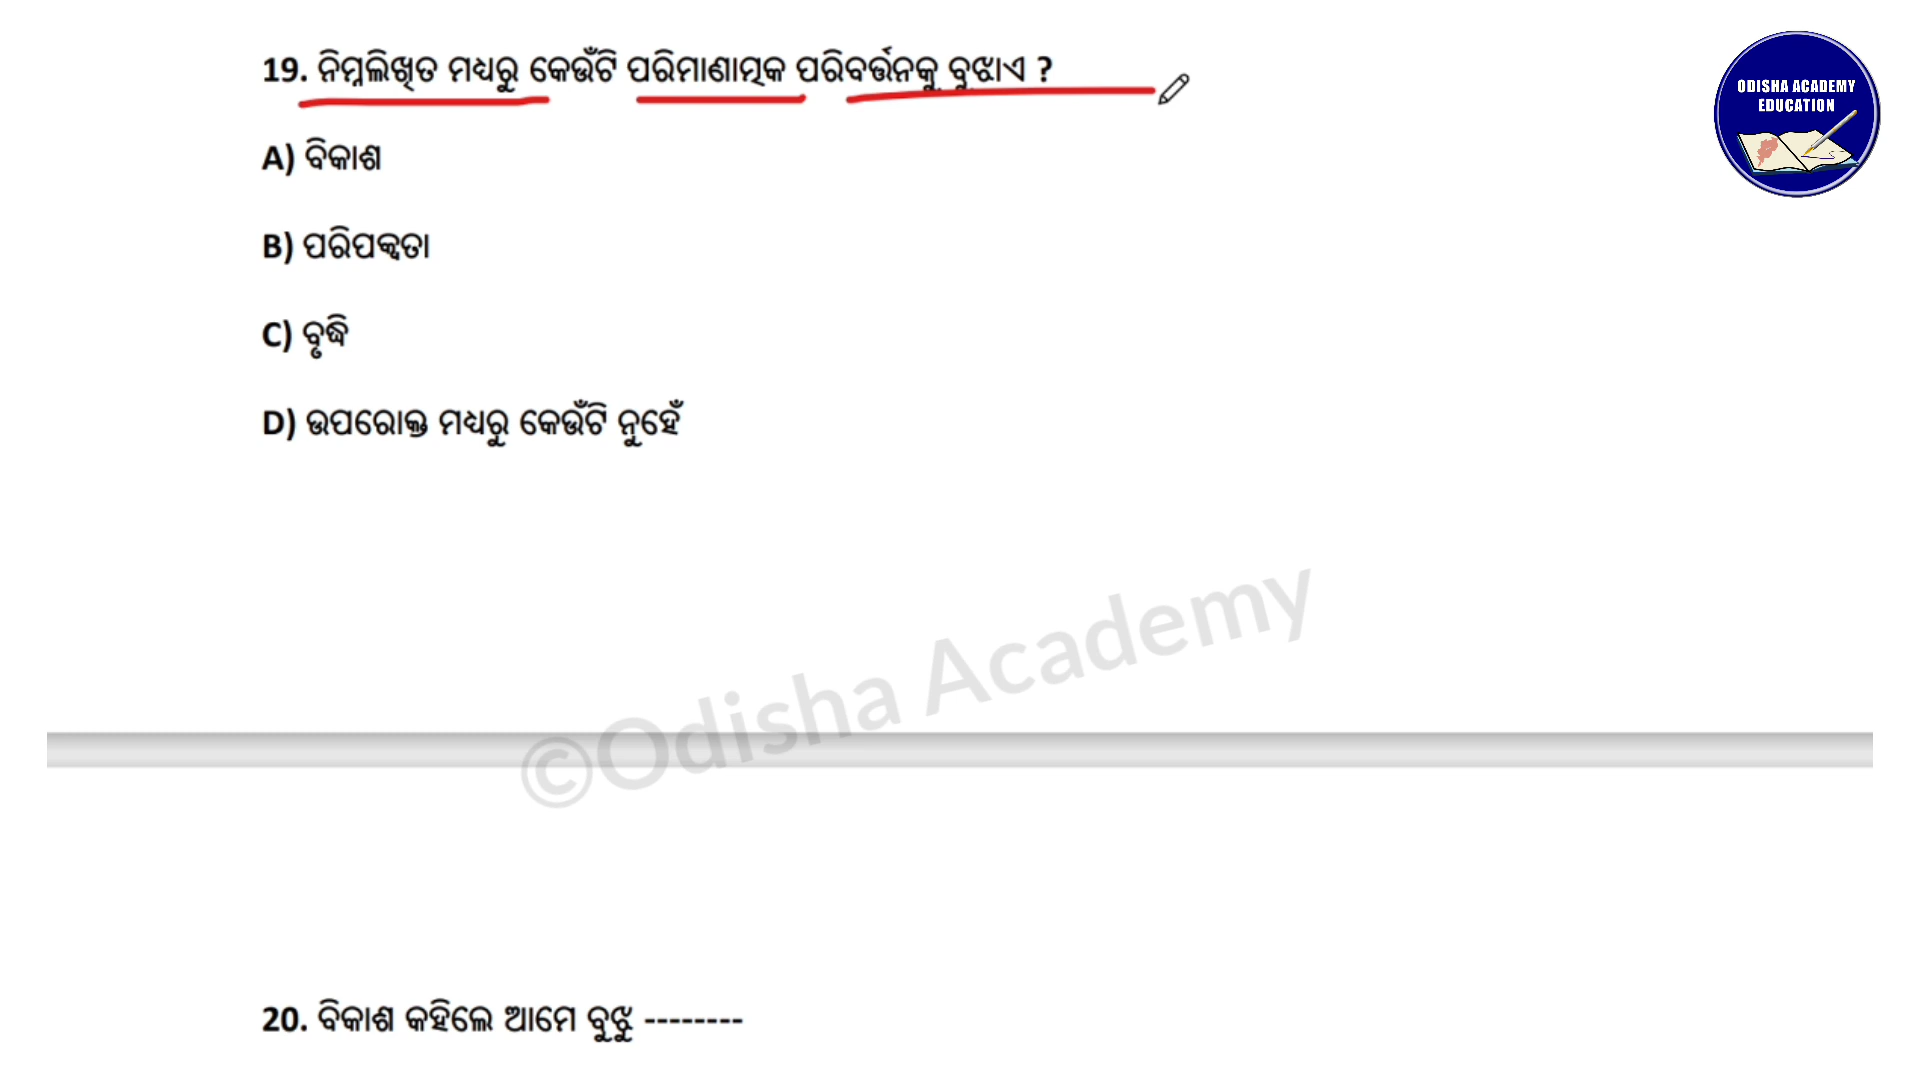 19. ନିମ୍ନଲିଖିତ ମଧ୍ୟରୁ କେଉଁଟି ପରିମାଣାତ୍ମକ ପରିବର୍ତ୍ତନକୁ ବୁଝାଏ ?
ODISHA ACADEMY
EDUCATION
A) ବିକାଶ
B) ପରିପକ୍ୱତା
C) ବୃଦ୍ଧି
D) ଉପରୋକ୍ତ ମଧ୍ୟରୁ କେଉଁଟି ନୁହେଁ
©Odisha Academy
20. ବିକାଶ କହିଲେ ଆମେ ବୁଝୁ --------